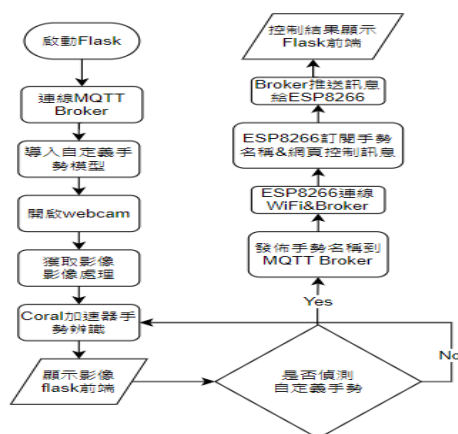 啟動Flask
連線MQTT
Broker
導入自定義手
勢模型
開啟webcam
獲取影像
影像處理
Coral加速器手
勢辨識
顯示影像
flask前端
是否偵測
自定義手勢
No
Yes
發佈手勢名稱到
MQTT Broker
ESP8266連線
WiFi&Broker
ESP8266訂閱手勢
名稱&網頁控制訊息
Broker推送訊息
給ESP8266
控制結果顯示
Flask前端